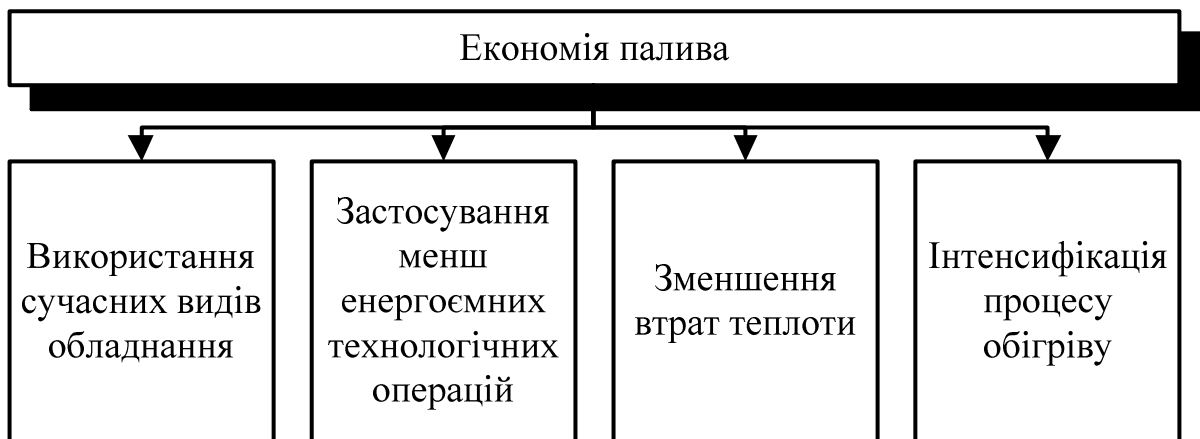 Економія палива
Використання
сучасних видів
обладнання
Застосування
менш
енергоємних
технологічних
операцій
Зменшення
втрат теплоти
Інтенсифікація
процесу
обігріву